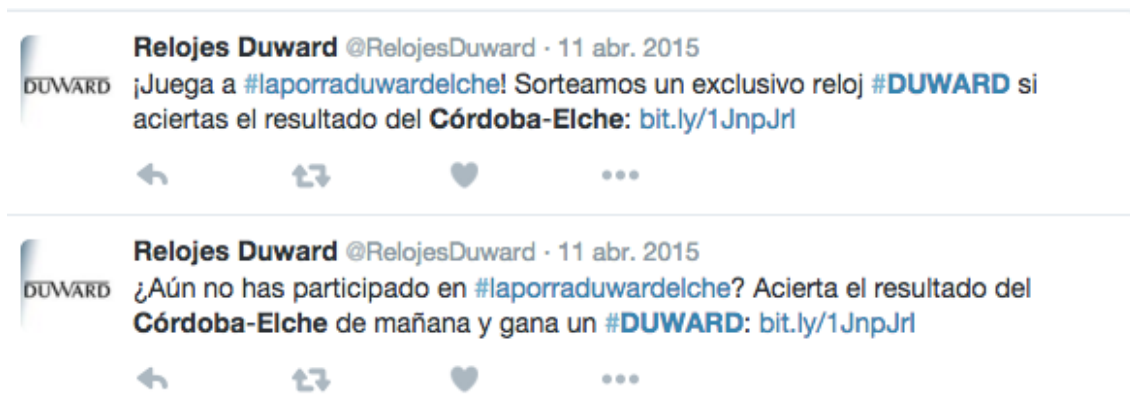 Relojes Duward @RelojesDuward · 11 abr. 2015
DUWARD
¡Juega a #laporraduwardelche! Sorteamos un exclusivo reloj #DUWARD si
aciertas el resultado del Córdoba-Elche: bit.ly/1JnpJrl
Relojes Duward @RelojesDuward · 11 abr. 2015
DUWARD
¿Aún no has participado en #laporraduwardelche? Acierta el resultado del
Córdoba-Elche de mañana y gana un #DUWARD: bit.ly/1JnpJrl